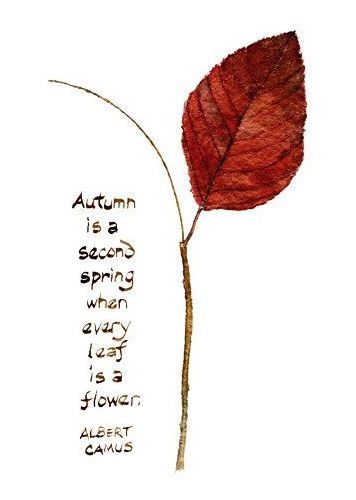 Autumn
is a
second
spring
when
every
leaf
is a
flower.
ALBERT
CAMUS